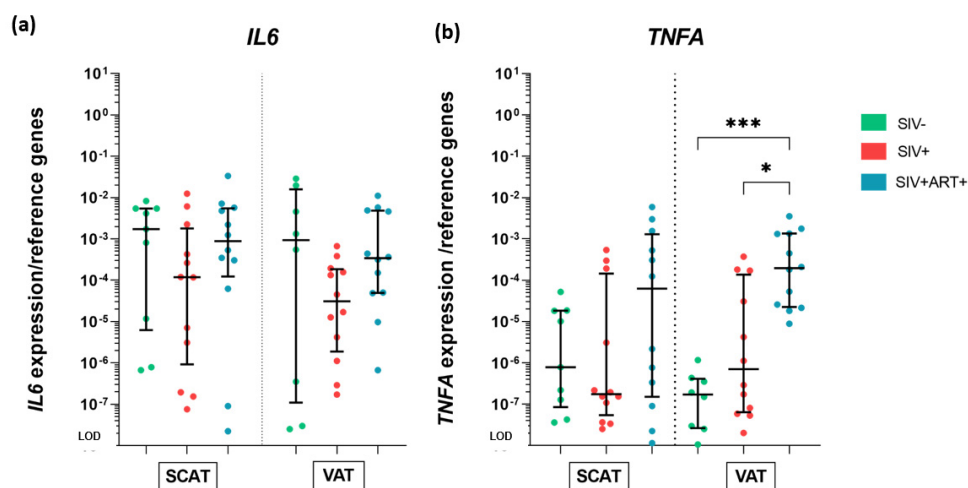 (a)
IL6
IL6 expression/reference genes
10¹
10⁰
10⁻¹
10⁻²
10⁻³
10⁻⁴
10⁻⁵
10⁻⁶
10⁻⁷
LOD
SCAT
VAT
(b)
TNFA
TNFA expression /reference genes
10¹
10⁰
10⁻¹
10⁻²
10⁻³
10⁻⁴
10⁻⁵
10⁻⁶
10⁻⁷
LOD
***
*
SCAT
VAT
SIV-
SIV+
SIV+ART+